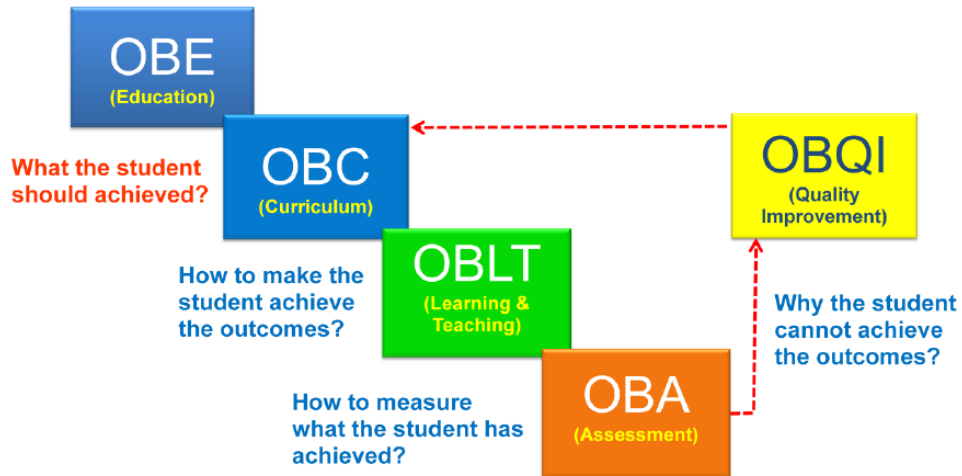 OBE
(Education)
What the student
should achieved?
OBC
(Curriculum)
OBQI
(Quality
Improvement)
How to make the
student achieve
the outcomes?
OBLT
(Learning &
Teaching)
Why the student
cannot achieve
the outcomes?
How to measure
what the student has
achieved?
OBA
(Assessment)